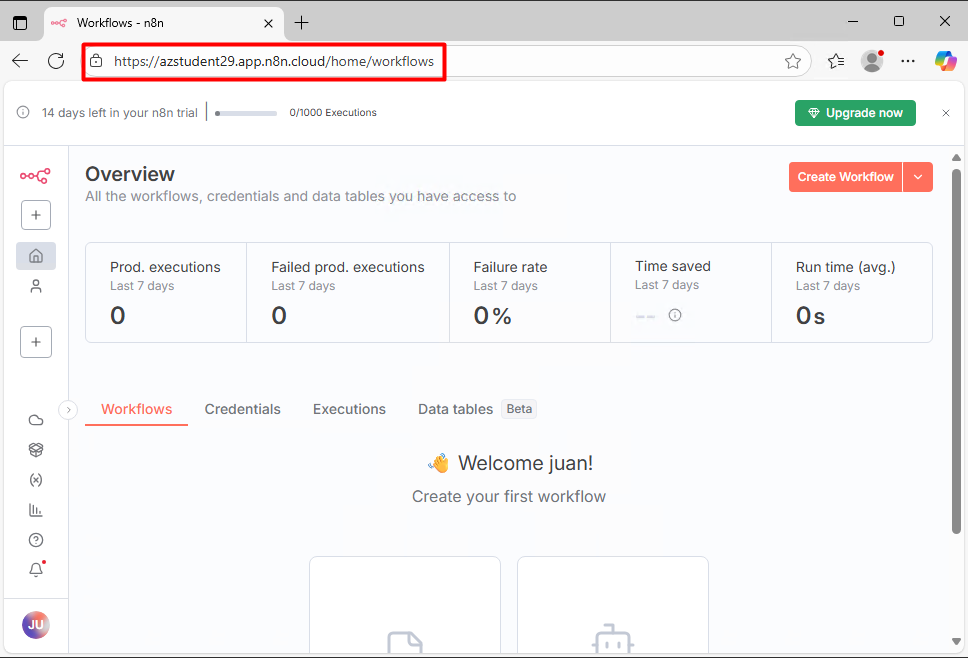 Workflows - n8n
https://azstudent29.app.n8n.cloud/home/workflows
14 days left in your n8n trial
0/1000 Executions
Upgrade now
Overview
All the workflows, credentials and data tables you have access to
Create Workflow
Prod. executions
Last 7 days
0
Failed prod. executions
Last 7 days
0
Failure rate
Last 7 days
0%
Time saved
Last 7 days
--
Run time (avg.)
Last 7 days
0s
Workflows Credentials Executions Data tables Beta
👋 Welcome juan!
Create your first workflow
JU